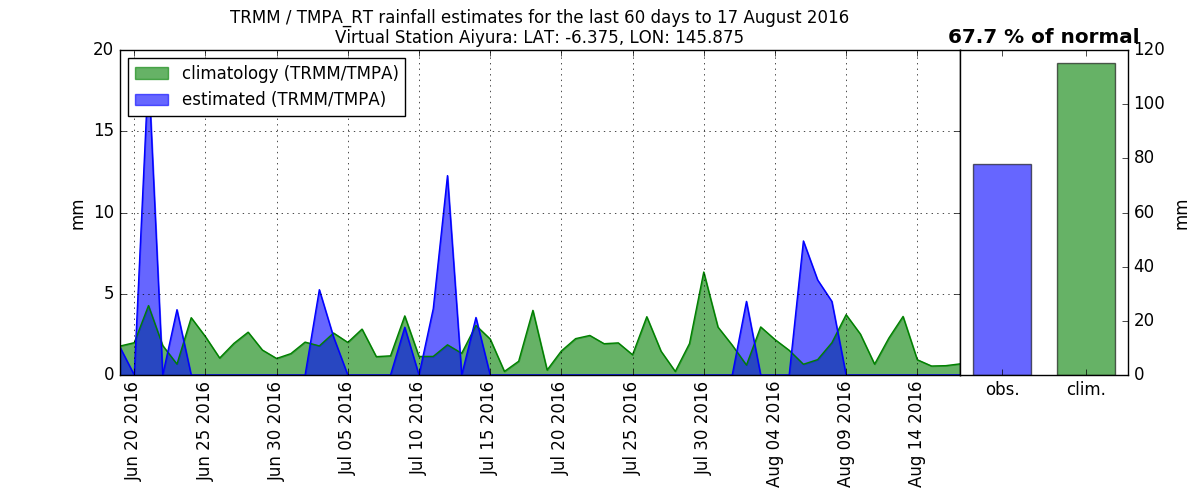 TRMM / TMPA_RT rainfall estimates for the last 60 days to 17 August 2016
Virtual Station Aiyura: LAT: -6.375, LON: 145.875
67.7 % of normal
climatology (TRMM/TMPA)
estimated (TRMM/TMPA)
20
15
10
5
0
mm
Jun 20 2016
Jun 25 2016
Jun 30 2016
Jul 05 2016
Jul 10 2016
Jul 15 2016
Jul 20 2016
Jul 25 2016
Jul 30 2016
Aug 04 2016
Aug 09 2016
Aug 14 2016
obs.
clim.
120
100
80
60
40
20
0
mm